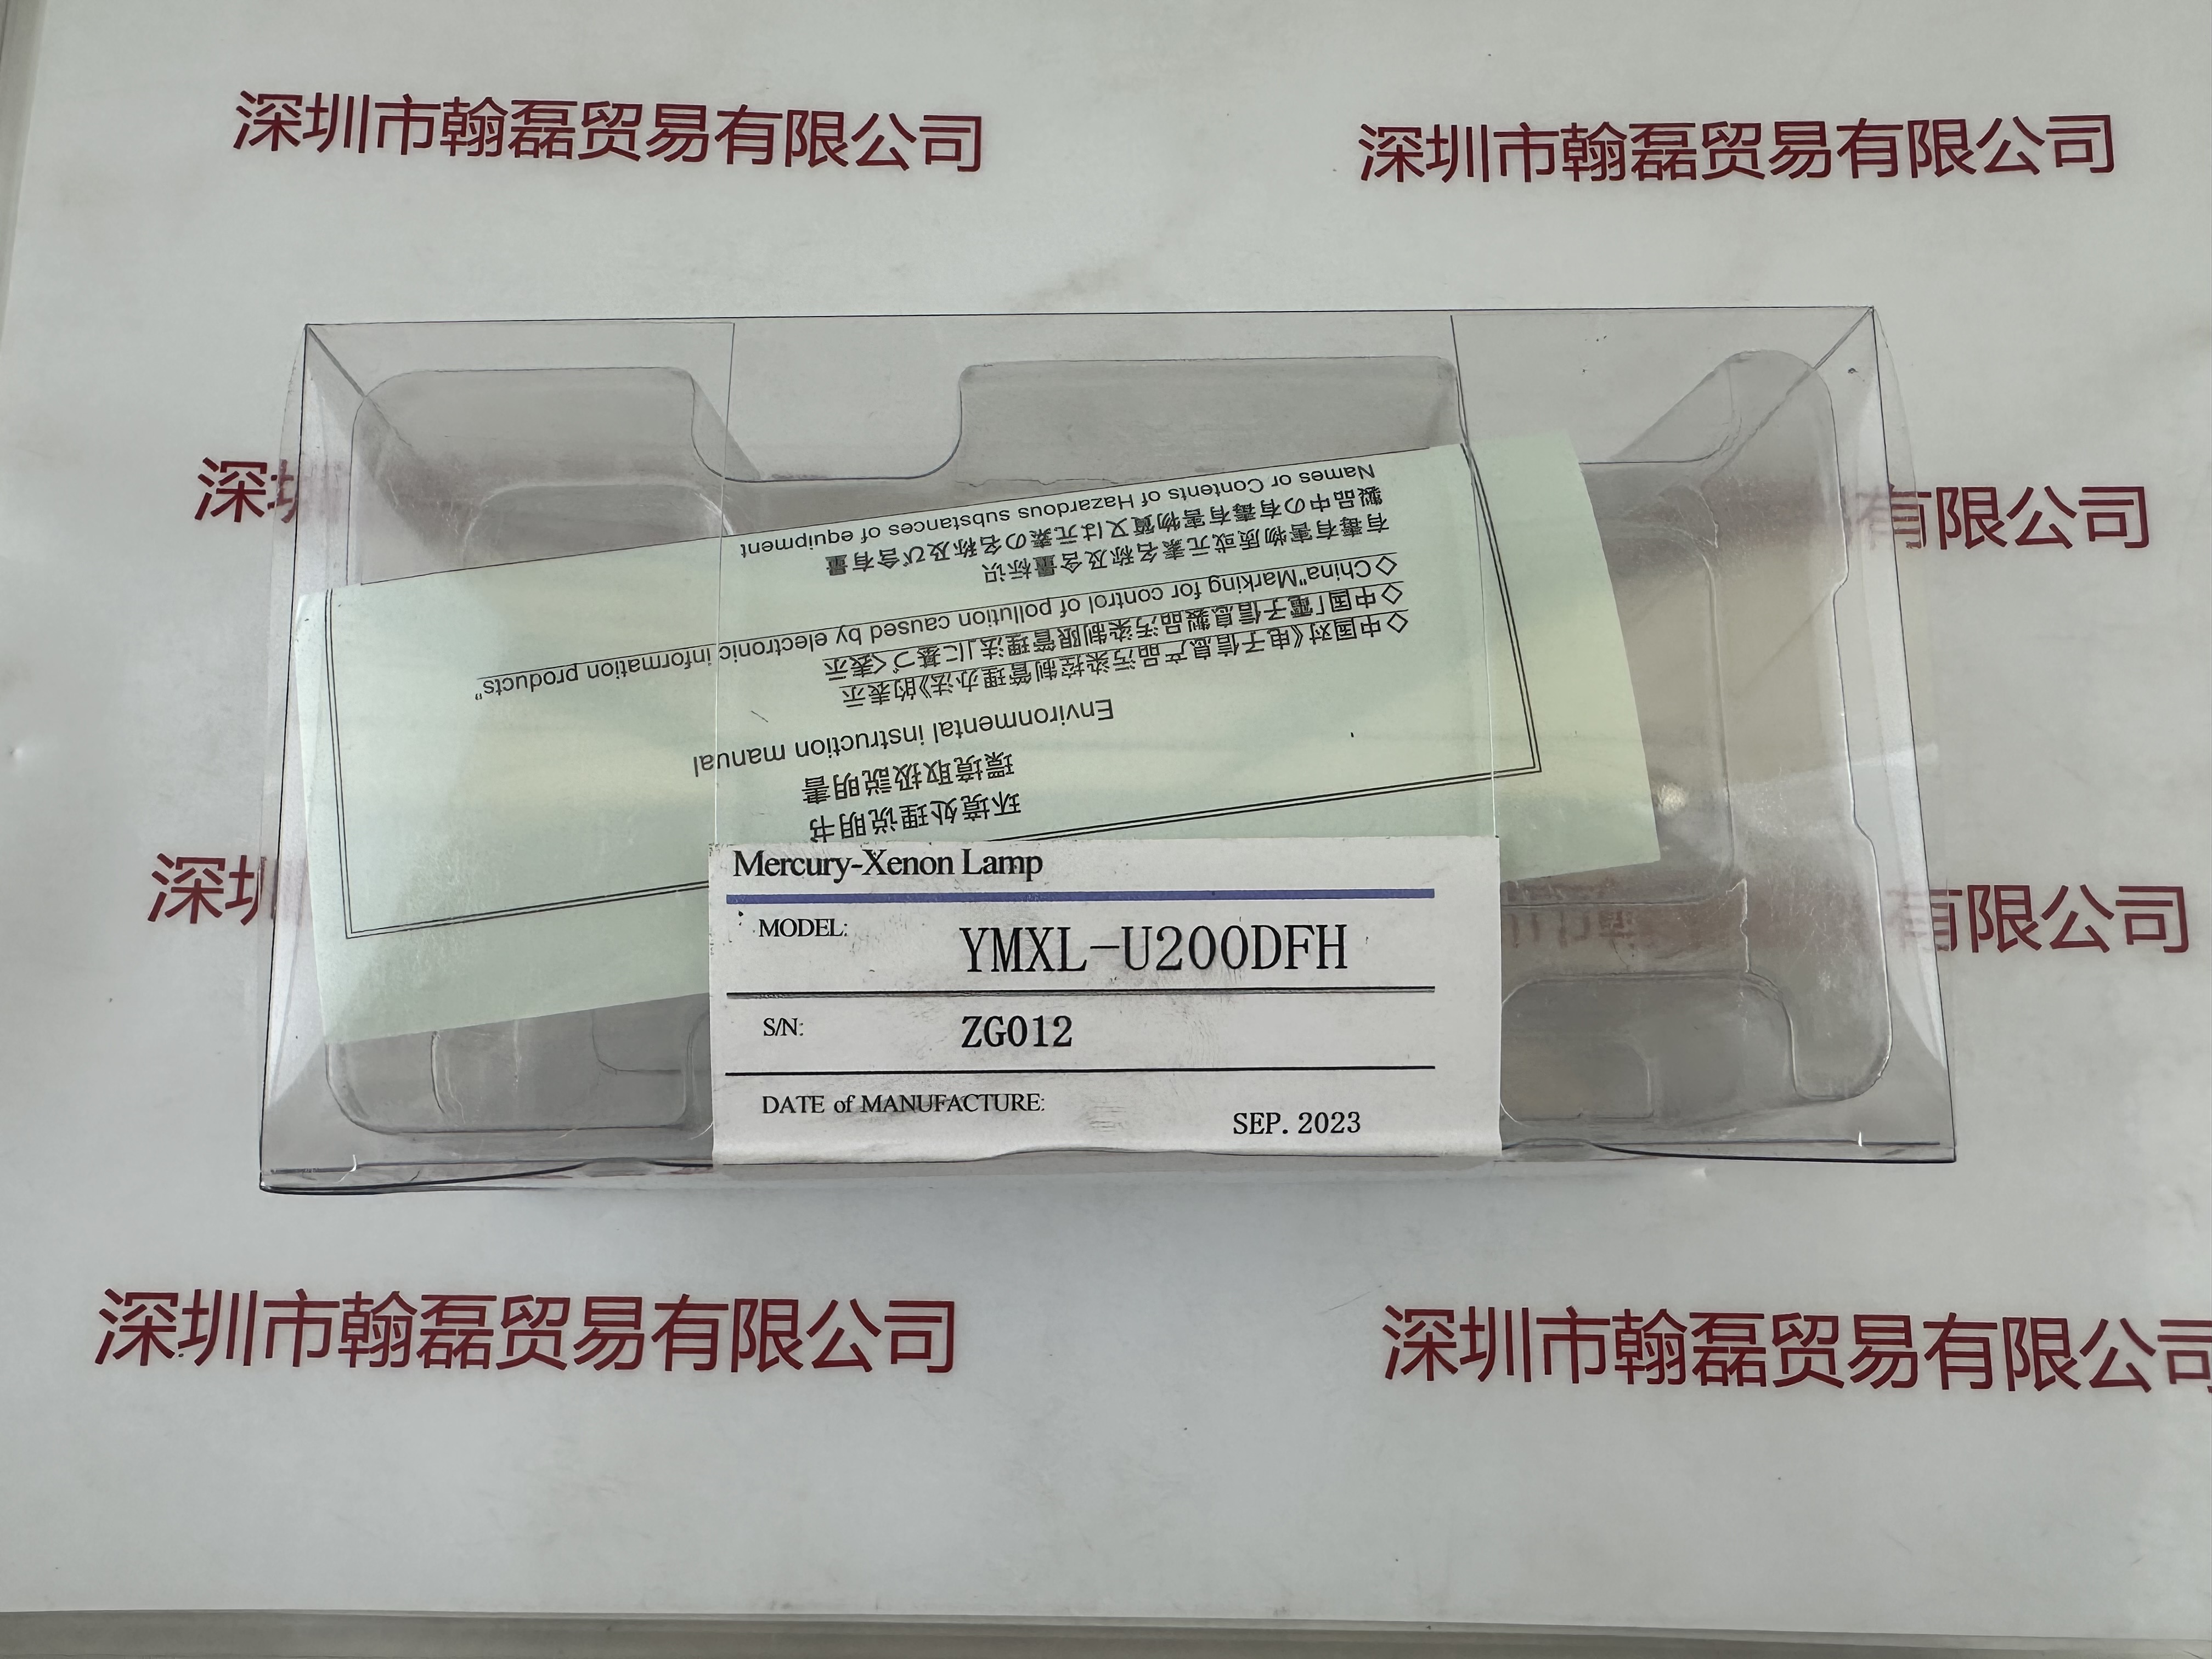 深圳市翰磊贸易有限公司
深圳市翰磊贸易有限公司
深圳
有限公司
Names or Contents of Hazardous substances of equipment
製品中の有毒有害物質又は元素の名称及び含有量
有毒有害物质或元素名称及含量标识
◇China"Marking for control of pollution caused by electronic information products"
◇中国「電子信息製品汚染制限管理法」に基づく表示
◇中国对《电子信息产品污染控制管理办法》的表示
Environmental instruction manual
環境取扱説明書
环境处理说明书
深圳
有限公司
Mercury-Xenon Lamp
MODEL: YMXL-U200DFH
S/N: ZG012
DATE of MANUFACTURE: SEP. 2023
深圳市翰磊贸易有限公司
深圳市翰磊贸易有限公司